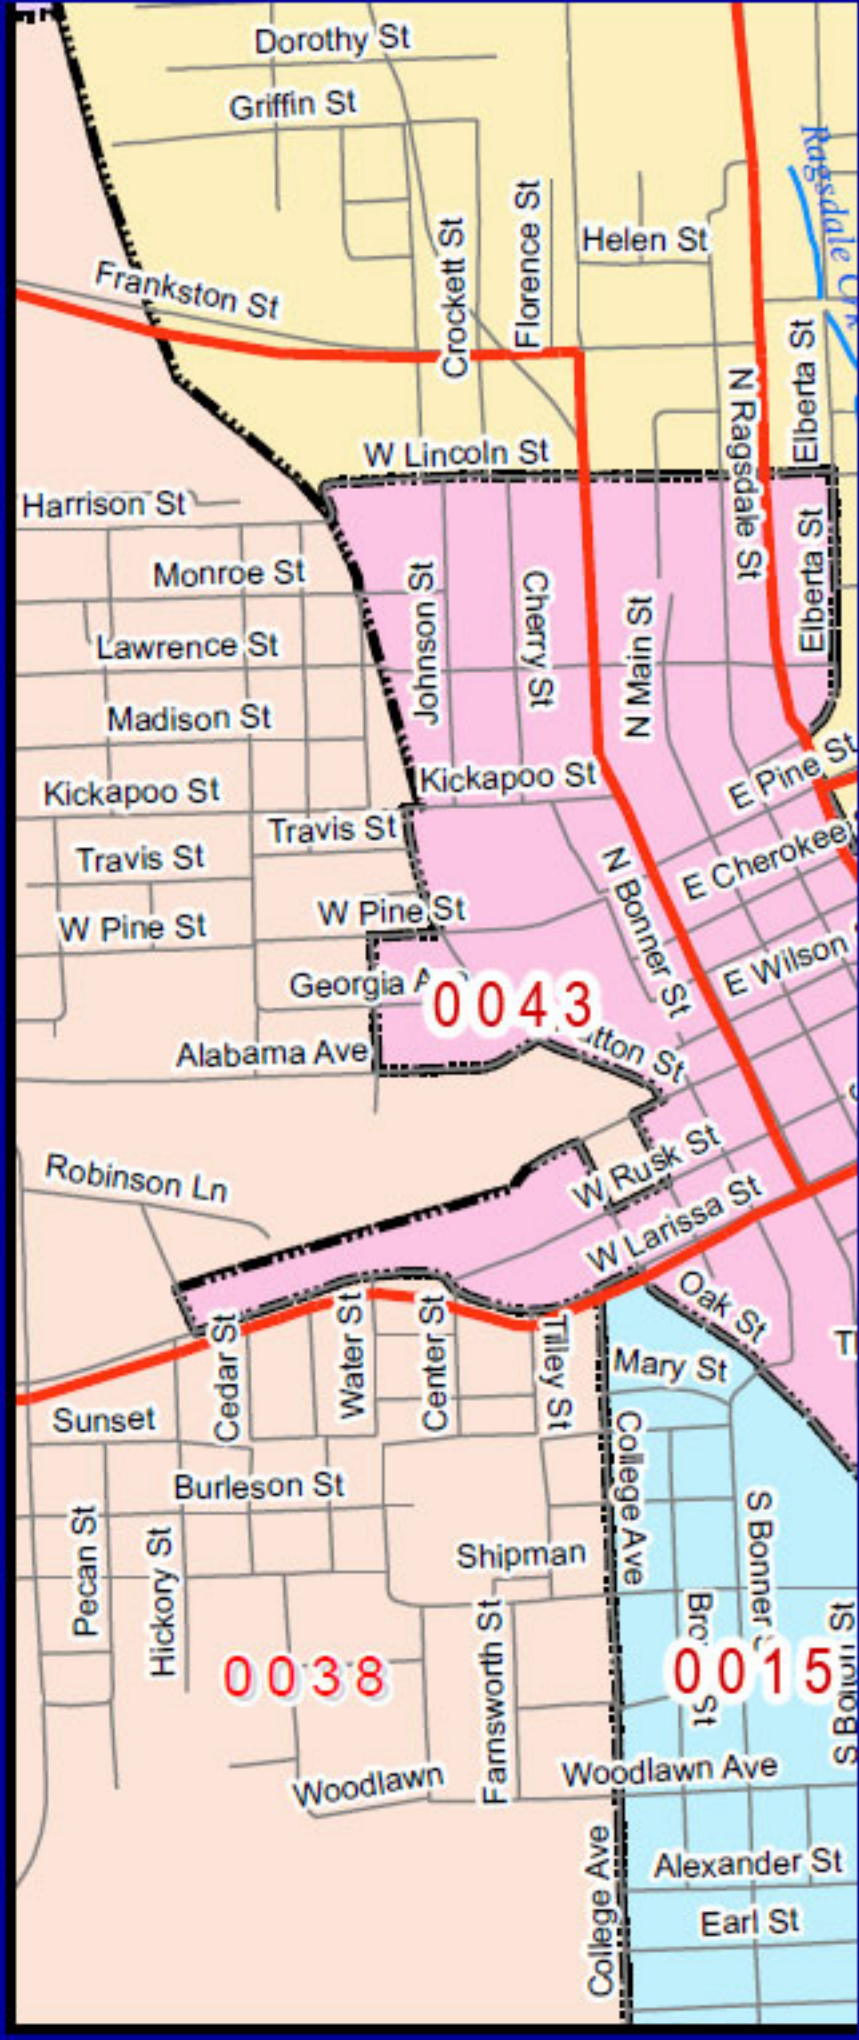 Dorothy St
Griffin St
Ragsdale Crk
Florence St
Crockett St
Helen St
Frankston St
Elberta St
N Ragsdale St
W Lincoln St
Harrison St
Elberta St
Monroe St
Johnson St
Cherry St
N Main St
Lawrence St
Madison St
Kickapoo St
Kickapoo St
E Pine St
Travis St
Travis St
E Cherokee
W Pine St
W Pine St
N Bonner St
E Wilson
Georgia
0043
Alabama Ave
St
W Rusk St
Robinson Ln
W Larissa St
Oak St
Cedar St
Water St
Center St
Tilley St
Mary St
Sunset
College Ave
Burleson St
S Bonner
Pecan St
Hickory St
Shipman
Farnsworth St
0038
0015
St
S Bolton St
Woodlawn
Woodlawn Ave
College Ave
Alexander St
Earl St